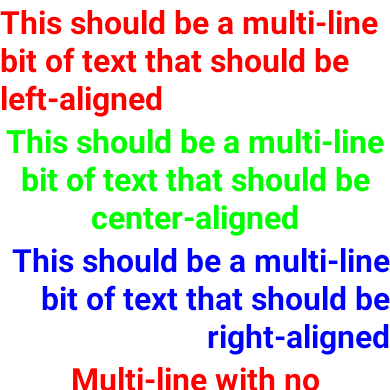 This should be a multi-line
bit of text that should be
left-aligned
This should be a multi-line
bit of text that should be
center-aligned
This should be a multi-line
bit of text that should be
right-aligned
Multi-line with no